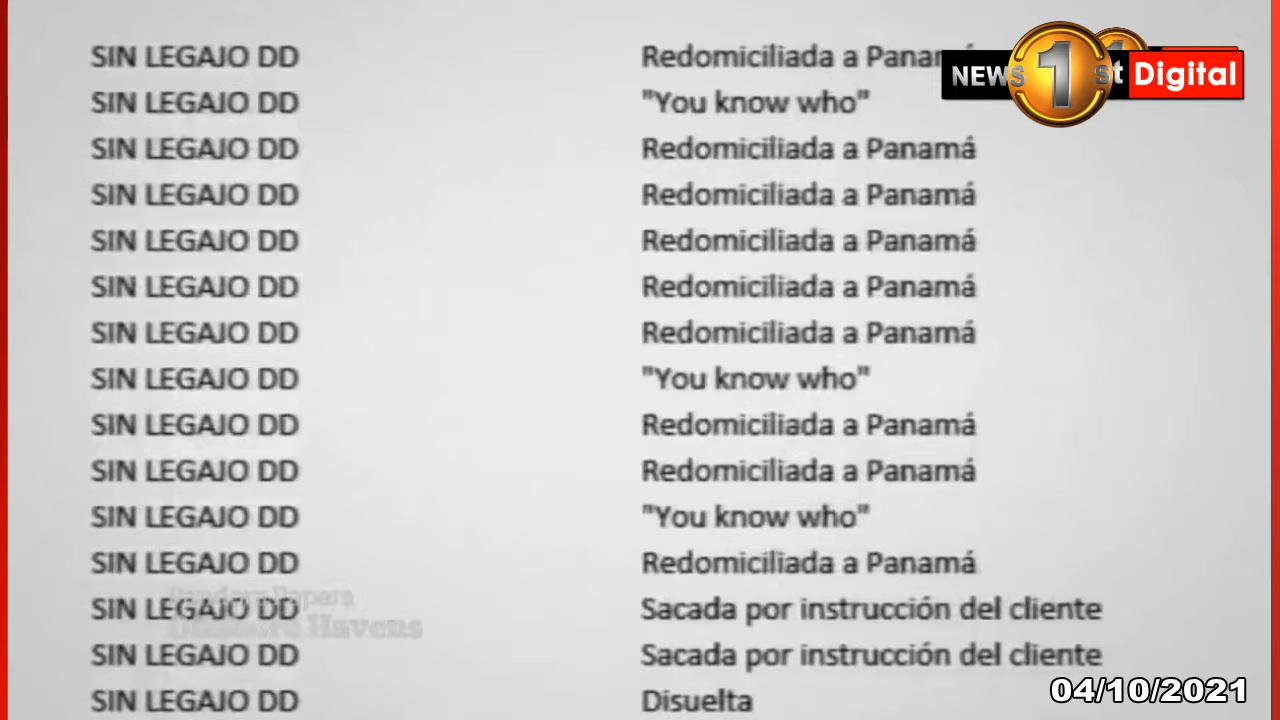 SIN LEGAJO DD Redomiciliada a
NEWS 1st Digital
SIN LEGAJO DD "You know who"
SIN LEGAJO DD Redomiciliada a Panamá
SIN LEGAJO DD Redomiciliada a Panamá
SIN LEGAJO DD Redomiciliada a Panamá
SIN LEGAJO DD Redomiciliada a Panamá
SIN LEGAJO DD Redomiciliada a Panamá
SIN LEGAJO DD "You know who"
SIN LEGAJO DD Redomiciliada a Panamá
SIN LEGAJO DD Redomiciliada a Panamá
SIN LEGAJO DD "You know who"
SIN LEGAJO DD Redomiciliada a Panamá
Papers
SIN LEGAJO DD Sacada por instrucción del cliente
Havens
SIN LEGAJO DD Sacada por instrucción del cliente
SIN LEGAJO DD Disuelta
04/10/2021